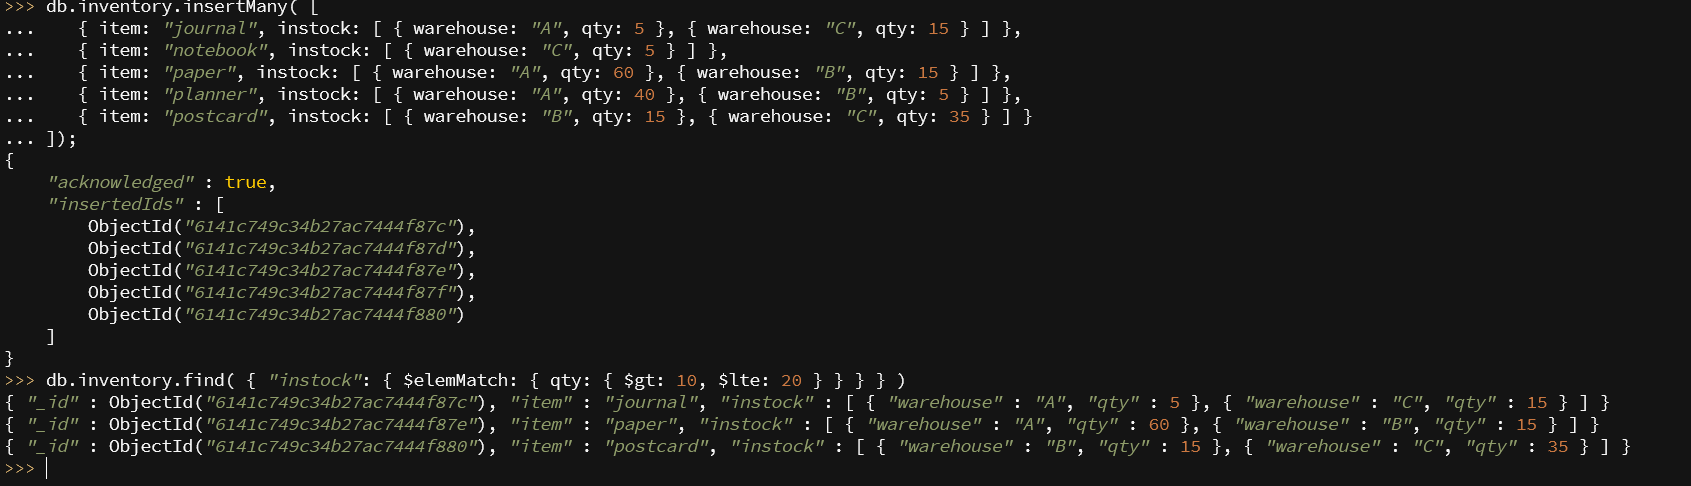 >>> db.inventory.insertMany( [
...    { item: "journal", instock: [ { warehouse: "A", qty: 5 }, { warehouse: "C", qty: 15 } ] },
...    { item: "notebook", instock: [ { warehouse: "C", qty: 5 } ] },
...    { item: "paper", instock: [ { warehouse: "A", qty: 60 }, { warehouse: "B", qty: 15 } ] },
...    { item: "planner", instock: [ { warehouse: "A", qty: 40 }, { warehouse: "B", qty: 5 } ] },
...    { item: "postcard", instock: [ { warehouse: "B", qty: 15 }, { warehouse: "C", qty: 35 } ] }
... ]);
{
    "acknowledged" : true,
    "insertedIds" : [
        ObjectId("6141c749c34b27ac7444f87c"),
        ObjectId("6141c749c34b27ac7444f87d"),
        ObjectId("6141c749c34b27ac7444f87e"),
        ObjectId("6141c749c34b27ac7444f87f"),
        ObjectId("6141c749c34b27ac7444f880")
    ]
}
>>> db.inventory.find( { "instock": { $elemMatch: { qty: { $gt: 10, $lte: 20 } } } } )
{ "_id" : ObjectId("6141c749c34b27ac7444f87c"), "item" : "journal", "instock" : [ { "warehouse" : "A", "qty" : 5 }, { "warehouse" : "C", "qty" : 15 } ] }
{ "_id" : ObjectId("6141c749c34b27ac7444f87e"), "item" : "paper", "instock" : [ { "warehouse" : "A", "qty" : 60 }, { "warehouse" : "B", "qty" : 15 } ] }
{ "_id" : ObjectId("6141c749c34b27ac7444f880"), "item" : "postcard", "instock" : [ { "warehouse" : "B", "qty" : 15 }, { "warehouse" : "C", "qty" : 35 } ] }
>>>